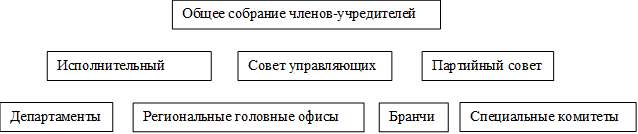 Общее собрание членов-учредителей
Исполнительный Совет управляющих Партийный совет
Департаменты Региональные головные офисы Бранчи Специальные комитеты